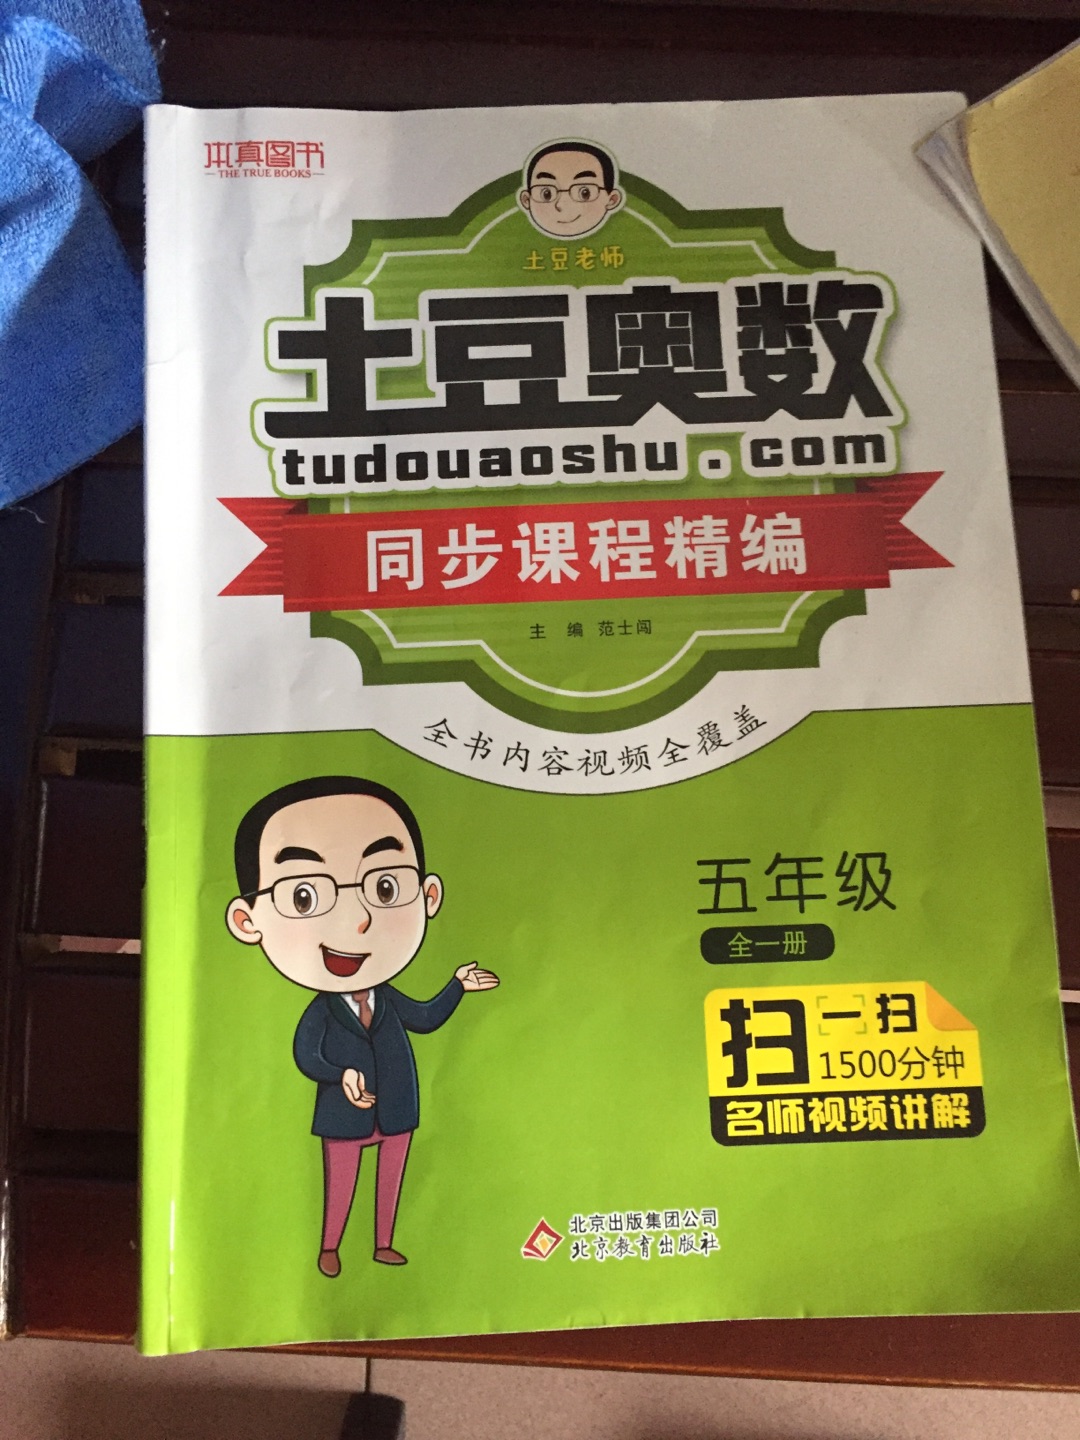 本真图书
THE TRUE BOOKS
土豆老师
土豆奥数
tudouaoshu.com
同步课程精编
主 编 范士闯
全书内容视频全覆盖
五年级
全一册
扫一扫
1500分钟
名师视频讲解
北京出版集团公司
北京教育出版社